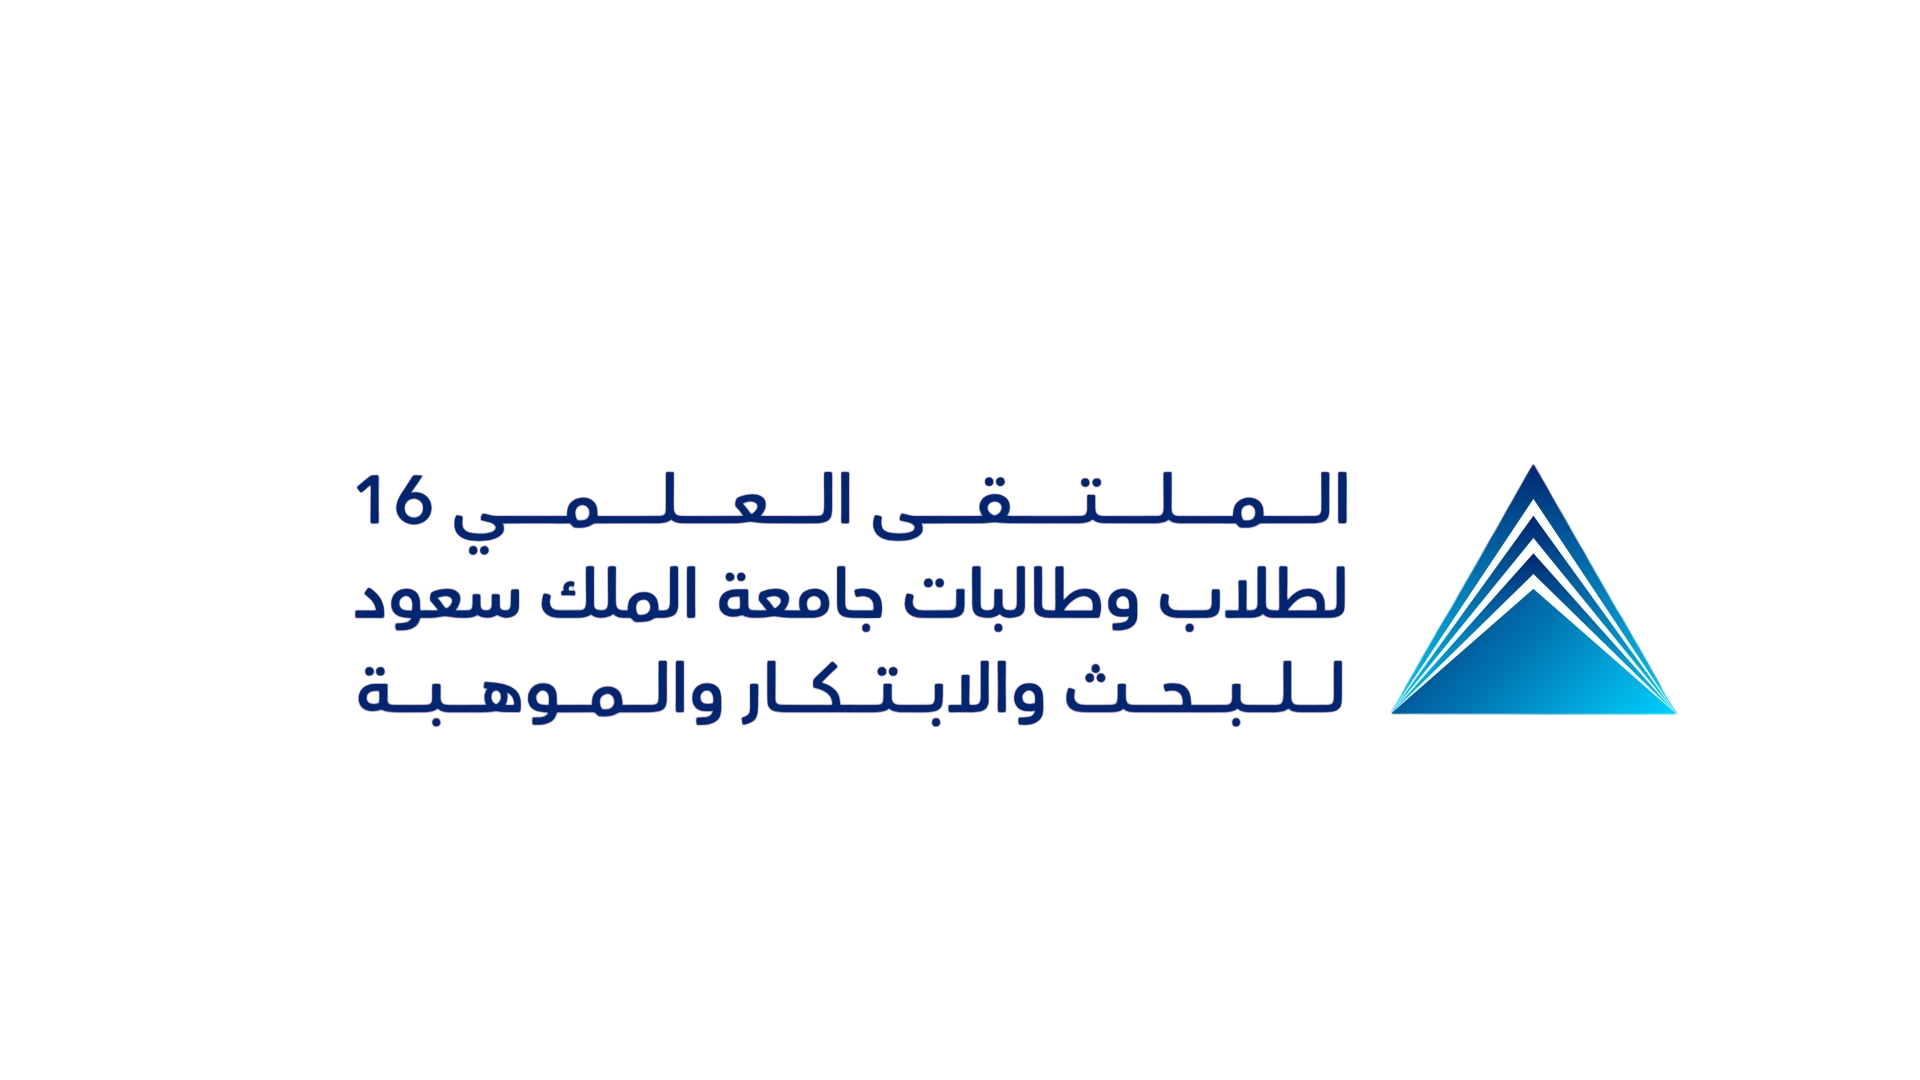 الملتقى العلمي 16
لطلاب وطالبات جامعة الملك سعود
للبحث والابتكار والموهبة